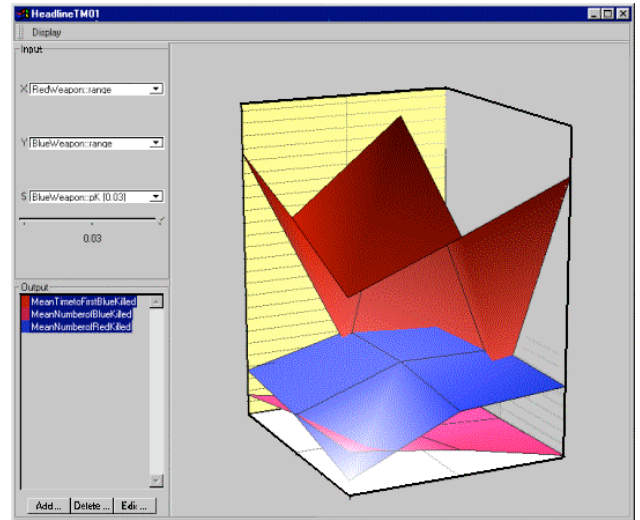 HeadlineTM01
Display
Input
X RedWeapon::range
Y BlueWeapon::range
S BlueWeapon::pK (0.03)
0.03
Output
MeanTimetoFirstBlueKilled
MeanNumberofBlueKilled
MeanNumberofRedKilled
Add... Delete ... Edit ...